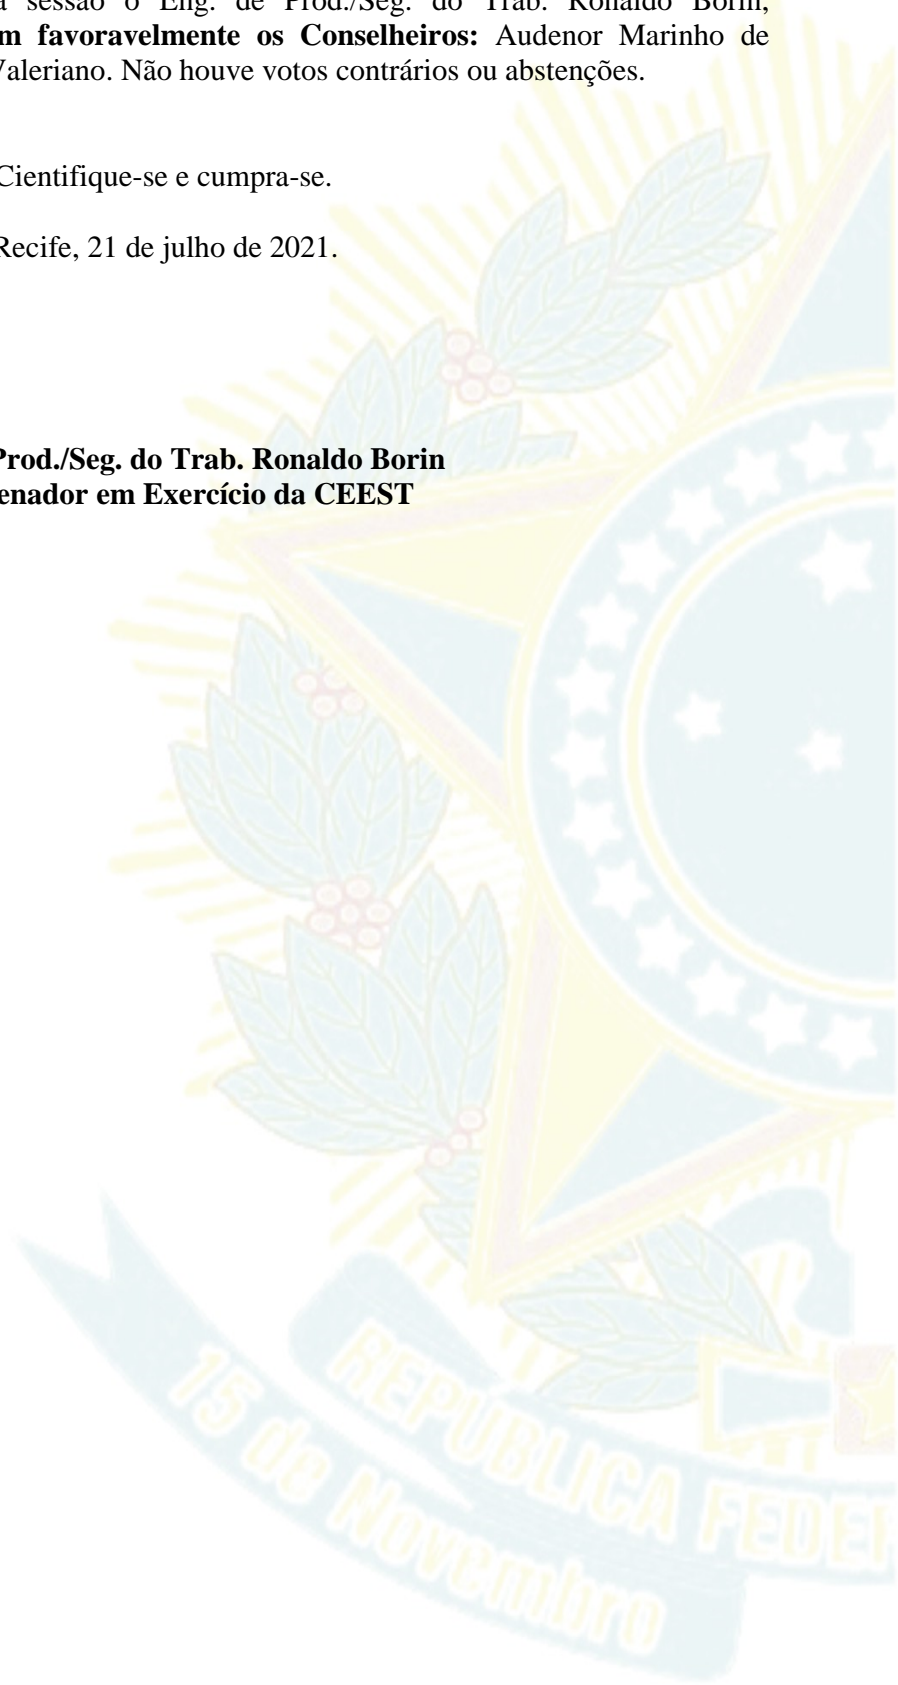 a sessão o Eng. de Prod./Seg. do Trab. Ronaldo Borin,
m favoravelmente os Conselheiros: Audenor Marinho de
Valeriano. Não houve votos contrários ou abstenções.
Cientifique-se e cumpra-se.
Recife, 21 de julho de 2021.
Prod./Seg. do Trab. Ronaldo Borin
enador em Exercício da CEEST
REPÚBLICA FEDER
15 de Novembro